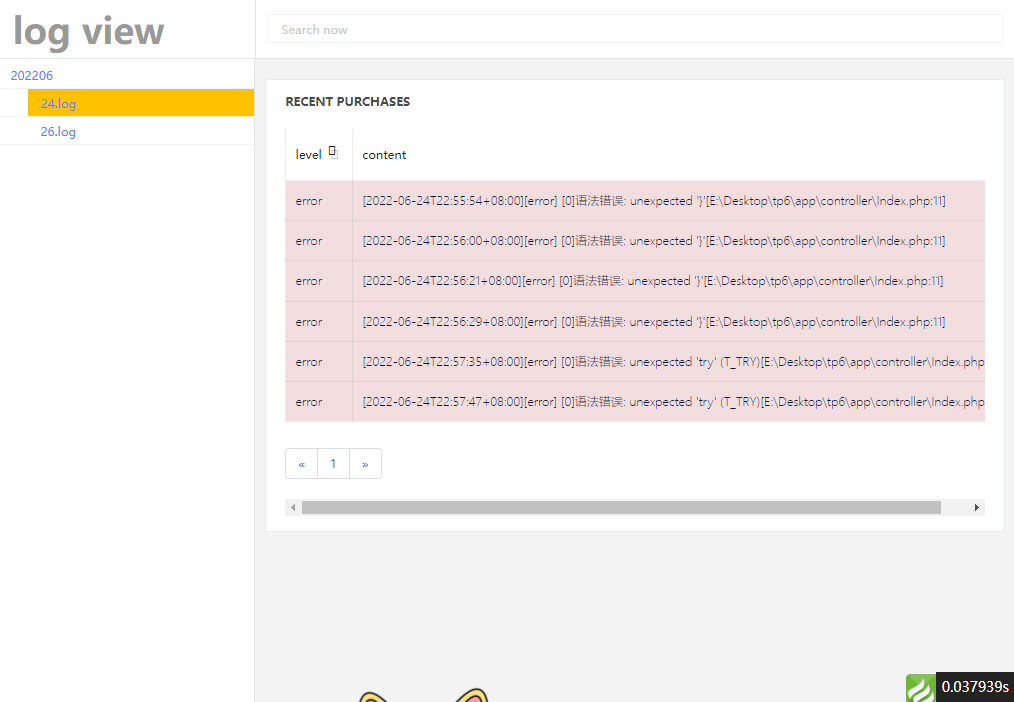 log view
Search now
202206
24.log
26.log
RECENT PURCHASES
level content
error [2022-06-24T22:55:54+08:00][error] [0]语法错误: unexpected '}'[E:\Desktop\tp6\app\controller\Index.php:11]
error [2022-06-24T22:56:00+08:00][error] [0]语法错误: unexpected '}'[E:\Desktop\tp6\app\controller\Index.php:11]
error [2022-06-24T22:56:21+08:00][error] [0]语法错误: unexpected '}'[E:\Desktop\tp6\app\controller\Index.php:11]
error [2022-06-24T22:56:29+08:00][error] [0]语法错误: unexpected '}'[E:\Desktop\tp6\app\controller\Index.php:11]
error [2022-06-24T22:57:35+08:00][error] [0]语法错误: unexpected 'try' (T_TRY)[E:\Desktop\tp6\app\controller\Index.php
error [2022-06-24T22:57:47+08:00][error] [0]语法错误: unexpected 'try' (T_TRY)[E:\Desktop\tp6\app\controller\Index.php
« 1 »
0.037939s